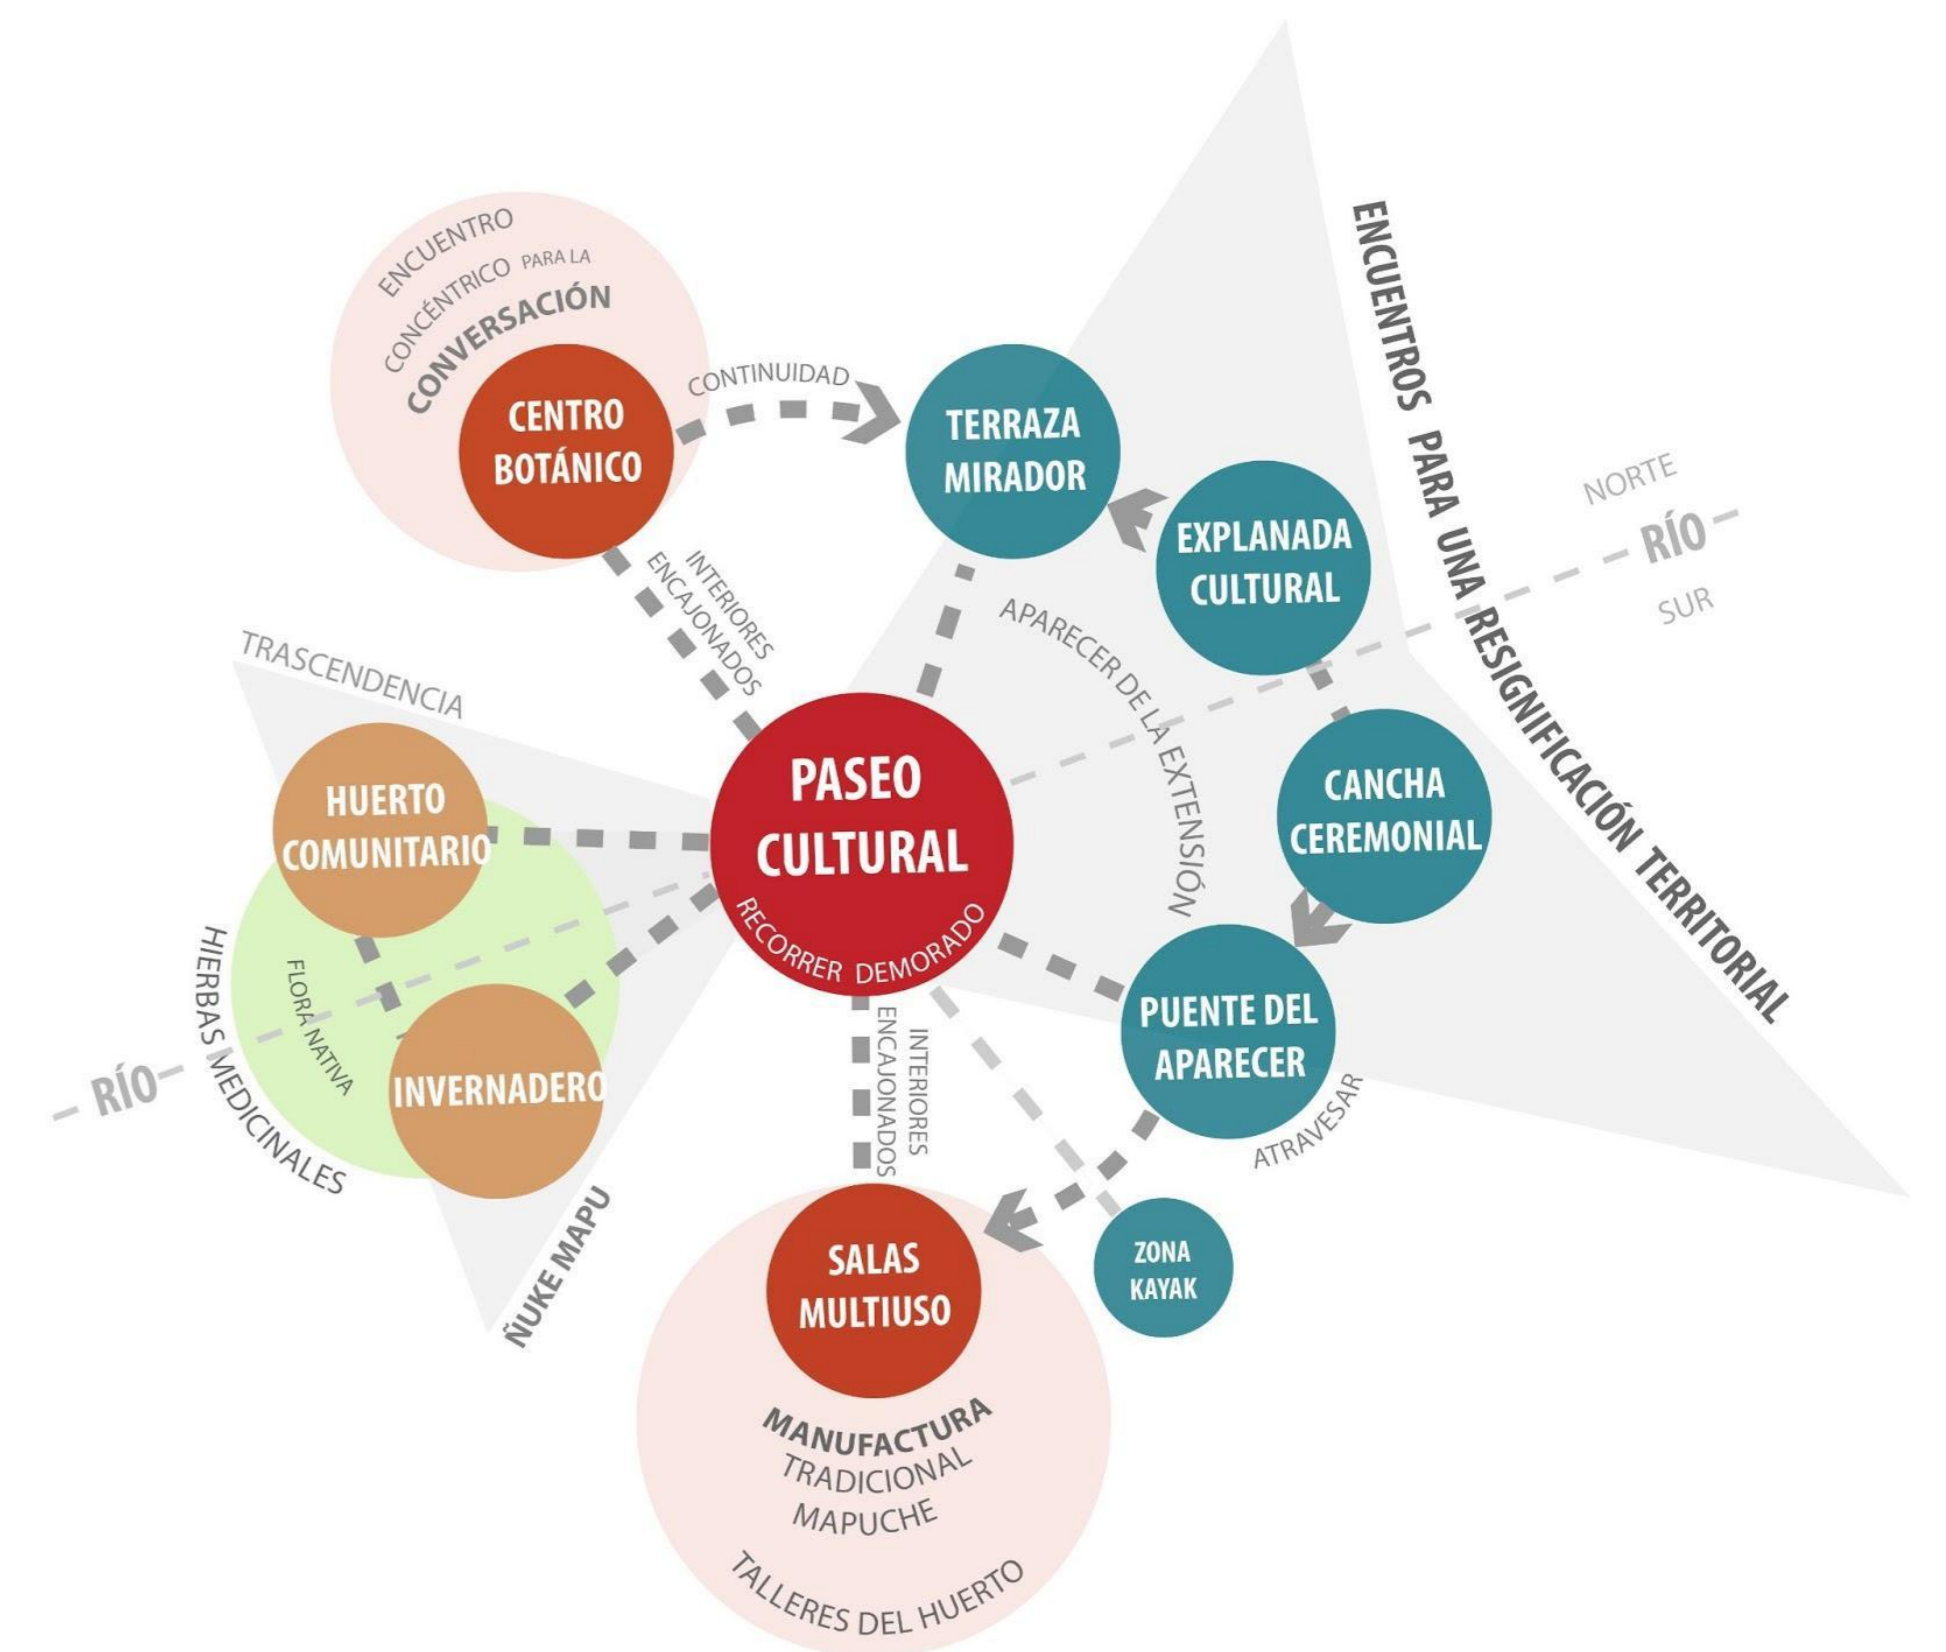 ENCUENTRO
CONCÉNTRICO PARA LA
CONVERSACIÓN
CENTRO
BOTÁNICO
CONTINUIDAD
TERRAZA
MIRADOR
EXPLANADA
CULTURAL
ENCUENTROS PARA UNA RESIGNIFICACIÓN TERRITORIAL
NORTE
RÍO
SUR
INTERIORES
ENCAJONADOS
APARECER DE LA EXTENSIÓN
TRASCENDENCIA
HUERTO
COMUNITARIO
PASEO
CULTURAL
RECORRER DEMORADO
CANCHA
CEREMONIAL
HIERBAS MEDICINALES
FLORA NATIVA
INVERNADERO
RÍO
ÑUKE MAPU
PUENTE DEL
APARECER
ATRAVESAR
INTERIORES
ENCAJONADOS
ZONA
KAYAK
SALAS
MULTIUSO
MANUFACTURA
TRADICIONAL
MAPUCHE
TALLERES DEL HUERTO